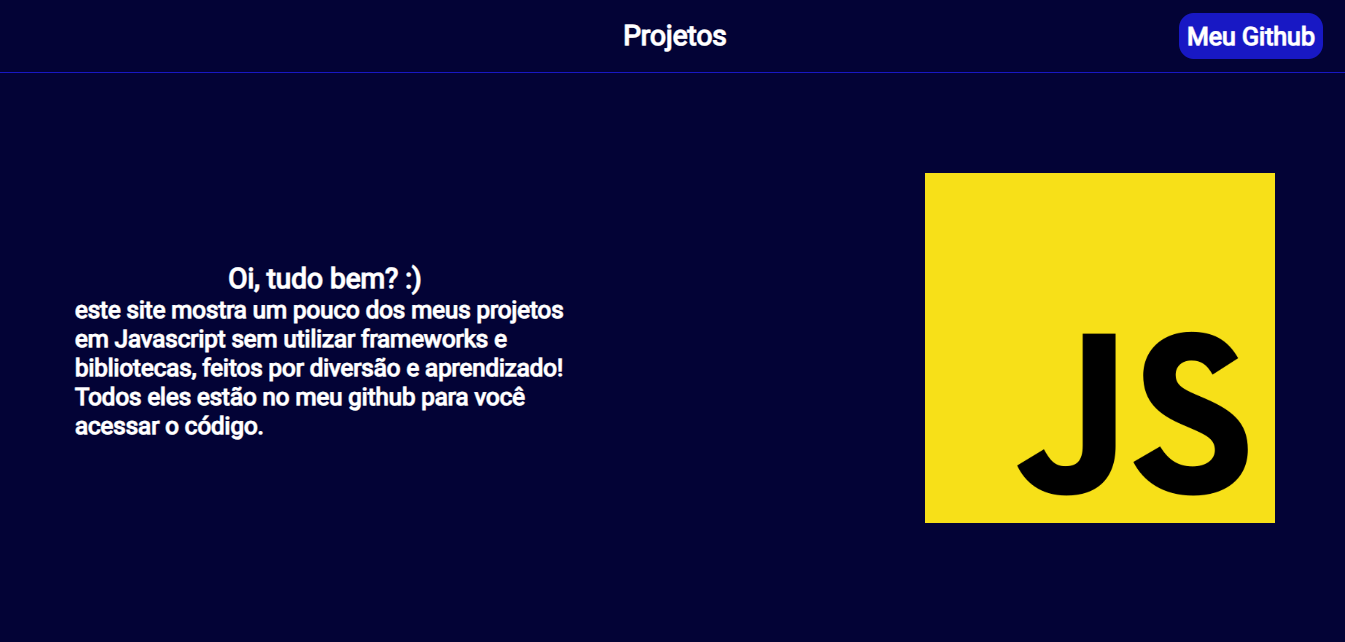 Projetos
Meu Github
Oi, tudo bem? :)
este site mostra um pouco dos meus projetos
em Javascript sem utilizar frameworks e
bibliotecas, feitos por diversão e aprendizado!
Todos eles estão no meu github para você
acessar o código.
JS